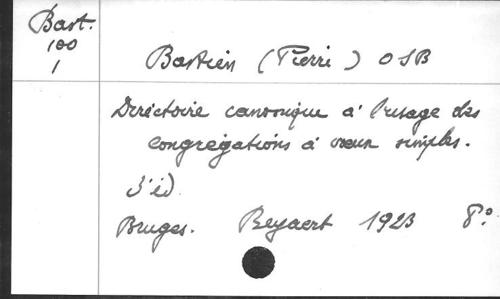 Bast.
100
1
Bastien (Pierre) OSB
Directoire canonique à l'usage des
congrégations à vœux simples.
3e éd.
Bruges. Beyaert 1923 8°